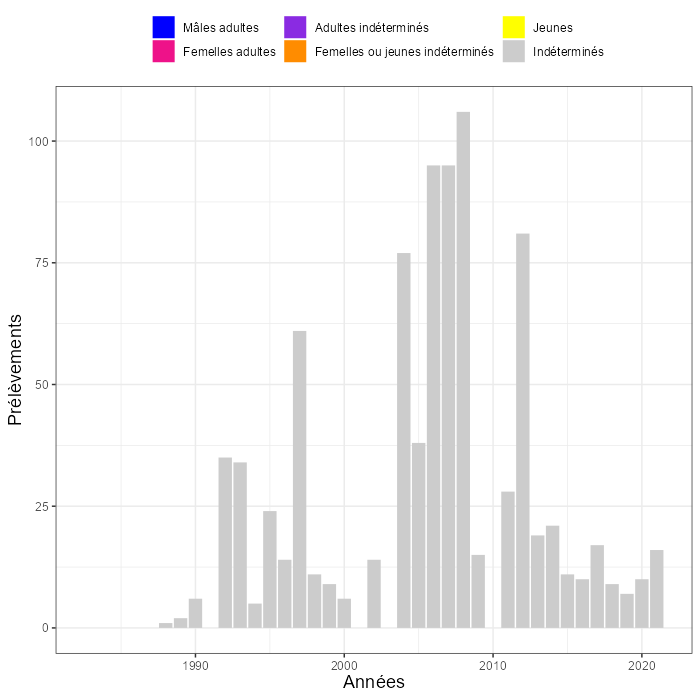 Mâles adultes
Adultes indéterminés
Jeunes
Femelles adultes
Femelles ou jeunes indéterminés
Indéterminés
Prélèvements
100
75
50
25
0
1990
2000
2010
2020
Années